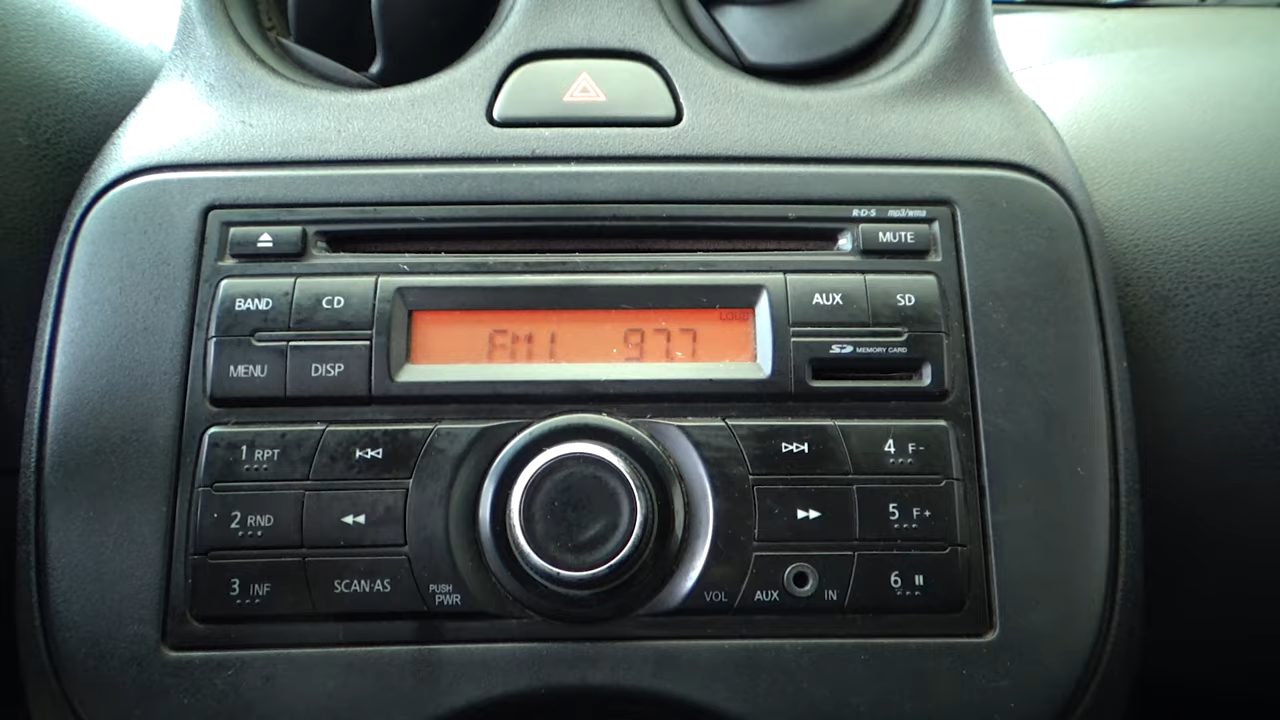 R·D·S mp3/wma
MUTE
BAND CD
LOUD
FM1 97.7
AUX SD
MENU DISP
SD MEMORY CARD
1 RPT
4 F-
2 RND
5 F+
3 INF SCAN·AS
PUSH PWR
VOL
AUX IN
6